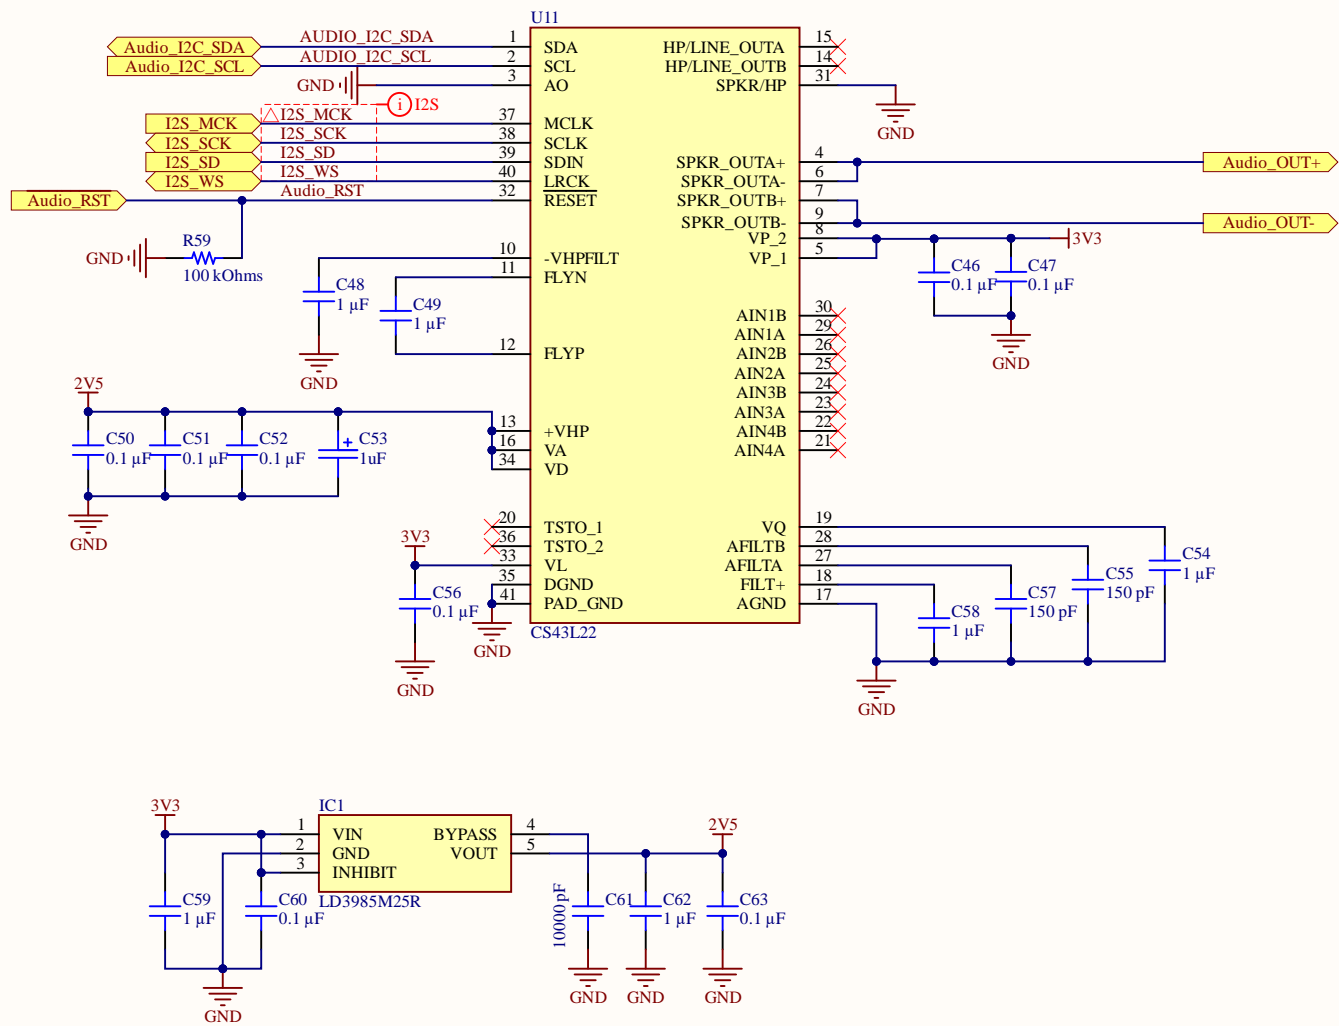 U11
Audio_I2C_SDA
AUDIO_I2C_SDA
1
SDA
HP/LINE_OUTA
15
Audio_I2C_SCL
AUDIO_I2C_SCL
2
SCL
HP/LINE_OUTB
14
GND
3
AO
SPKR/HP
31
GND
i
I2S
I2S_MCK
I2S_MCK
37
MCLK
I2S_SCK
I2S_SCK
38
SCLK
I2S_SD
I2S_SD
39
SDIN
SPKR_OUTA+
4
Audio_OUT+
I2S_WS
I2S_WS
40
LRCK
SPKR_OUTA-
6
Audio_RST
Audio_RST
32
RESET
SPKR_OUTB+
7
SPKR_OUTB-
9
Audio_OUT-
VP_2
8
3V3
VP_1
5
GND
R59
100 kOhms
10
-VHPFILT
11
FLYN
C46
0.1 µF
C47
0.1 µF
GND
C48
1 µF
C49
1 µF
12
FLYP
GND
AIN1B
30
AIN1A
29
AIN2B
26
AIN2A
25
AIN3B
24
AIN3A
23
AIN4B
22
AIN4A
21
2V5
C50
0.1 µF
C51
0.1 µF
C52
0.1 µF
C53
+
1uF
13
+VHP
16
VA
34
VD
GND
20
TSTO_1
VQ
19
36
TSTO_2
AFILTB
28
3V3
33
VL
AFILTA
27
35
DGND
FILT+
18
41
PAD_GND
AGND
17
C56
0.1 µF
C54
1 µF
C55
150 pF
C57
150 pF
C58
1 µF
CS43L22
GND
GND
GND
IC1
3V3
1
VIN
BYPASS
4
2V5
2
GND
VOUT
5
3
INHIBIT
LD3985M25R
C59
1 µF
C60
0.1 µF
C61
10000 pF
C62
1 µF
C63
0.1 µF
GND
GND
GND
GND